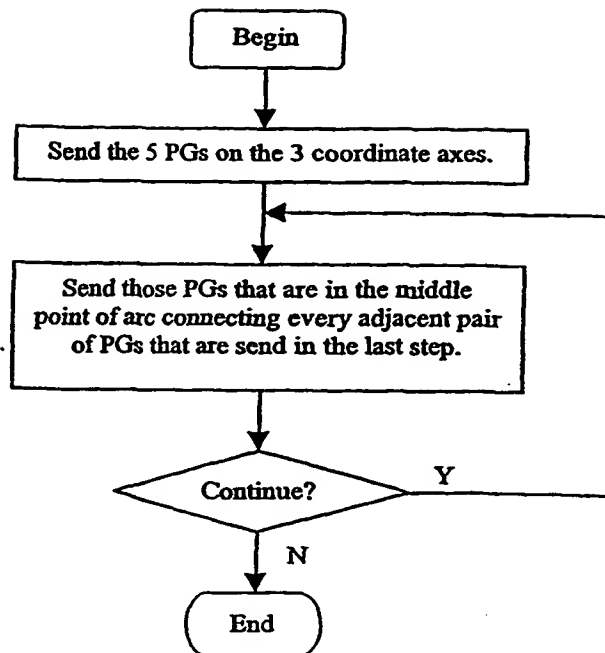 Begin
Send the 5 PGs on the 3 coordinate axes.
Send those PGs that are in the middle
point of arc connecting every adjacent pair
of PGs that are send in the last step.
Continue?
Y
N
End